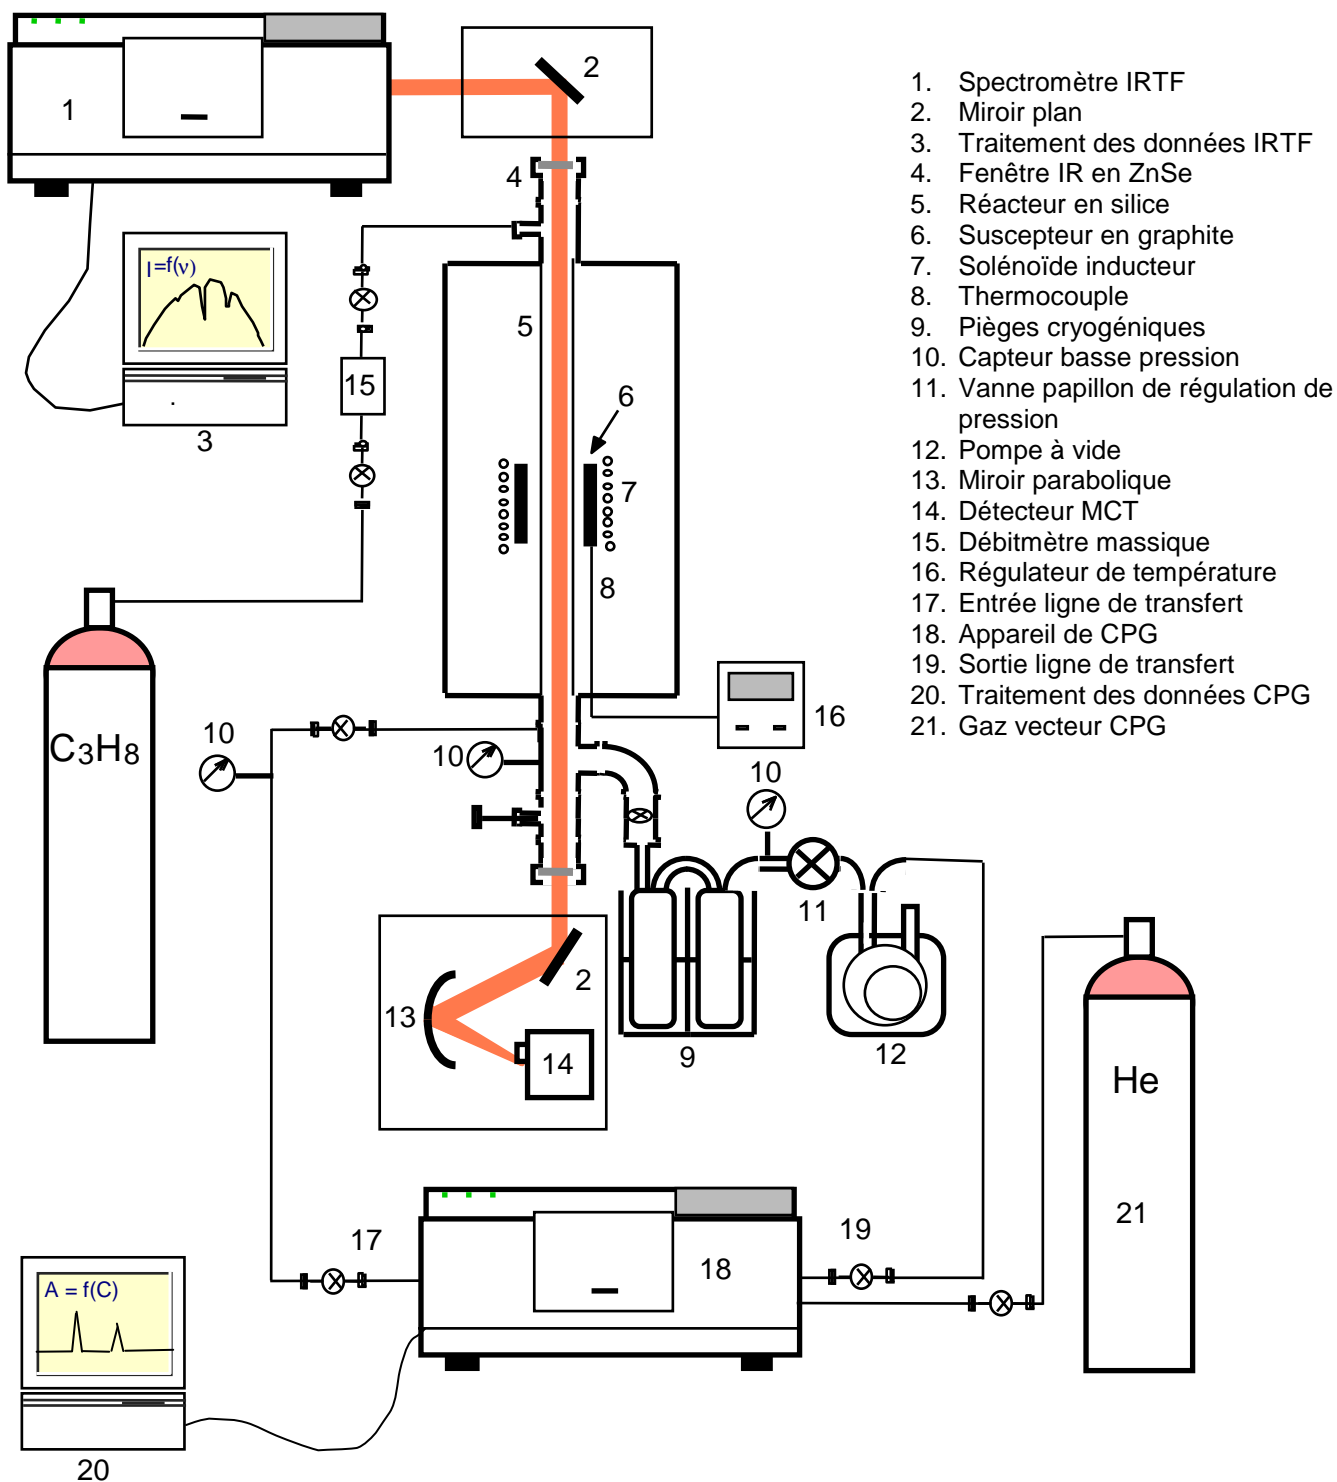 1
2
4
I=f(ν)
3
15
5
6
7
8
C3H8
10
10
16
10
11
2
13
14
9
12
He
21
17
19
18
A = f(C)
20
1. Spectromètre IRTF
2. Miroir plan
3. Traitement des données IRTF
4. Fenêtre IR en ZnSe
5. Réacteur en silice
6. Suscepteur en graphite
7. Solénoïde inducteur
8. Thermocouple
9. Pièges cryogéniques
10. Capteur basse pression
11. Vanne papillon de régulation de
pression
12. Pompe à vide
13. Miroir parabolique
14. Détecteur MCT
15. Débitmètre massique
16. Régulateur de température
17. Entrée ligne de transfert
18. Appareil de CPG
19. Sortie ligne de transfert
20. Traitement des données CPG
21. Gaz vecteur CPG